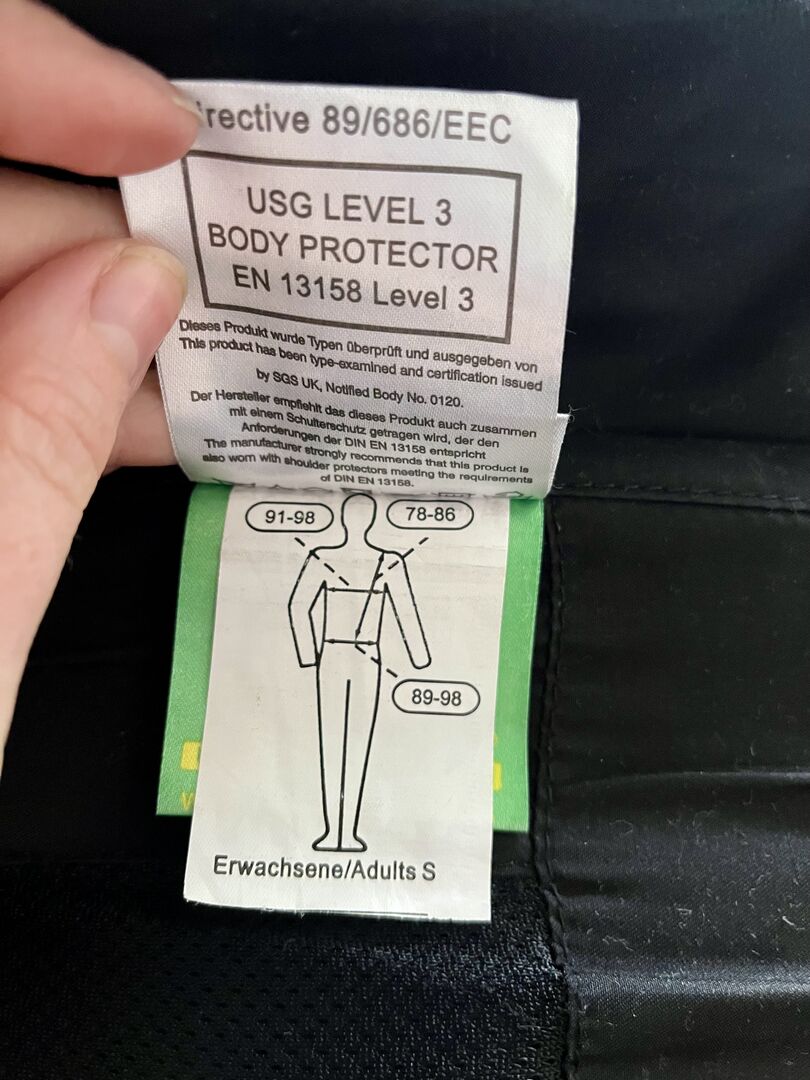 89/686/EEC
USG LEVEL 3
BODY PROTECTOR
EN 13158 Level 3
Dieses Produkt wurde Typen überprüft und ausgegeben von
This product has been type-examined and certification issued
by SGS UK, Notified Body No. 0120.
Der Hersteller empfiehlt das dieses Produkt auch zusammen
mit einem Schulterschutz getragen wird, der den
Anforderungen der DIN EN 13158 entspricht
The manufacturer strongly recommends that this product is
also worn with shoulder protectors meeting the requirements
of DIN EN 13158.
91-98
78-86
89-98
Erwachsene/Adults S